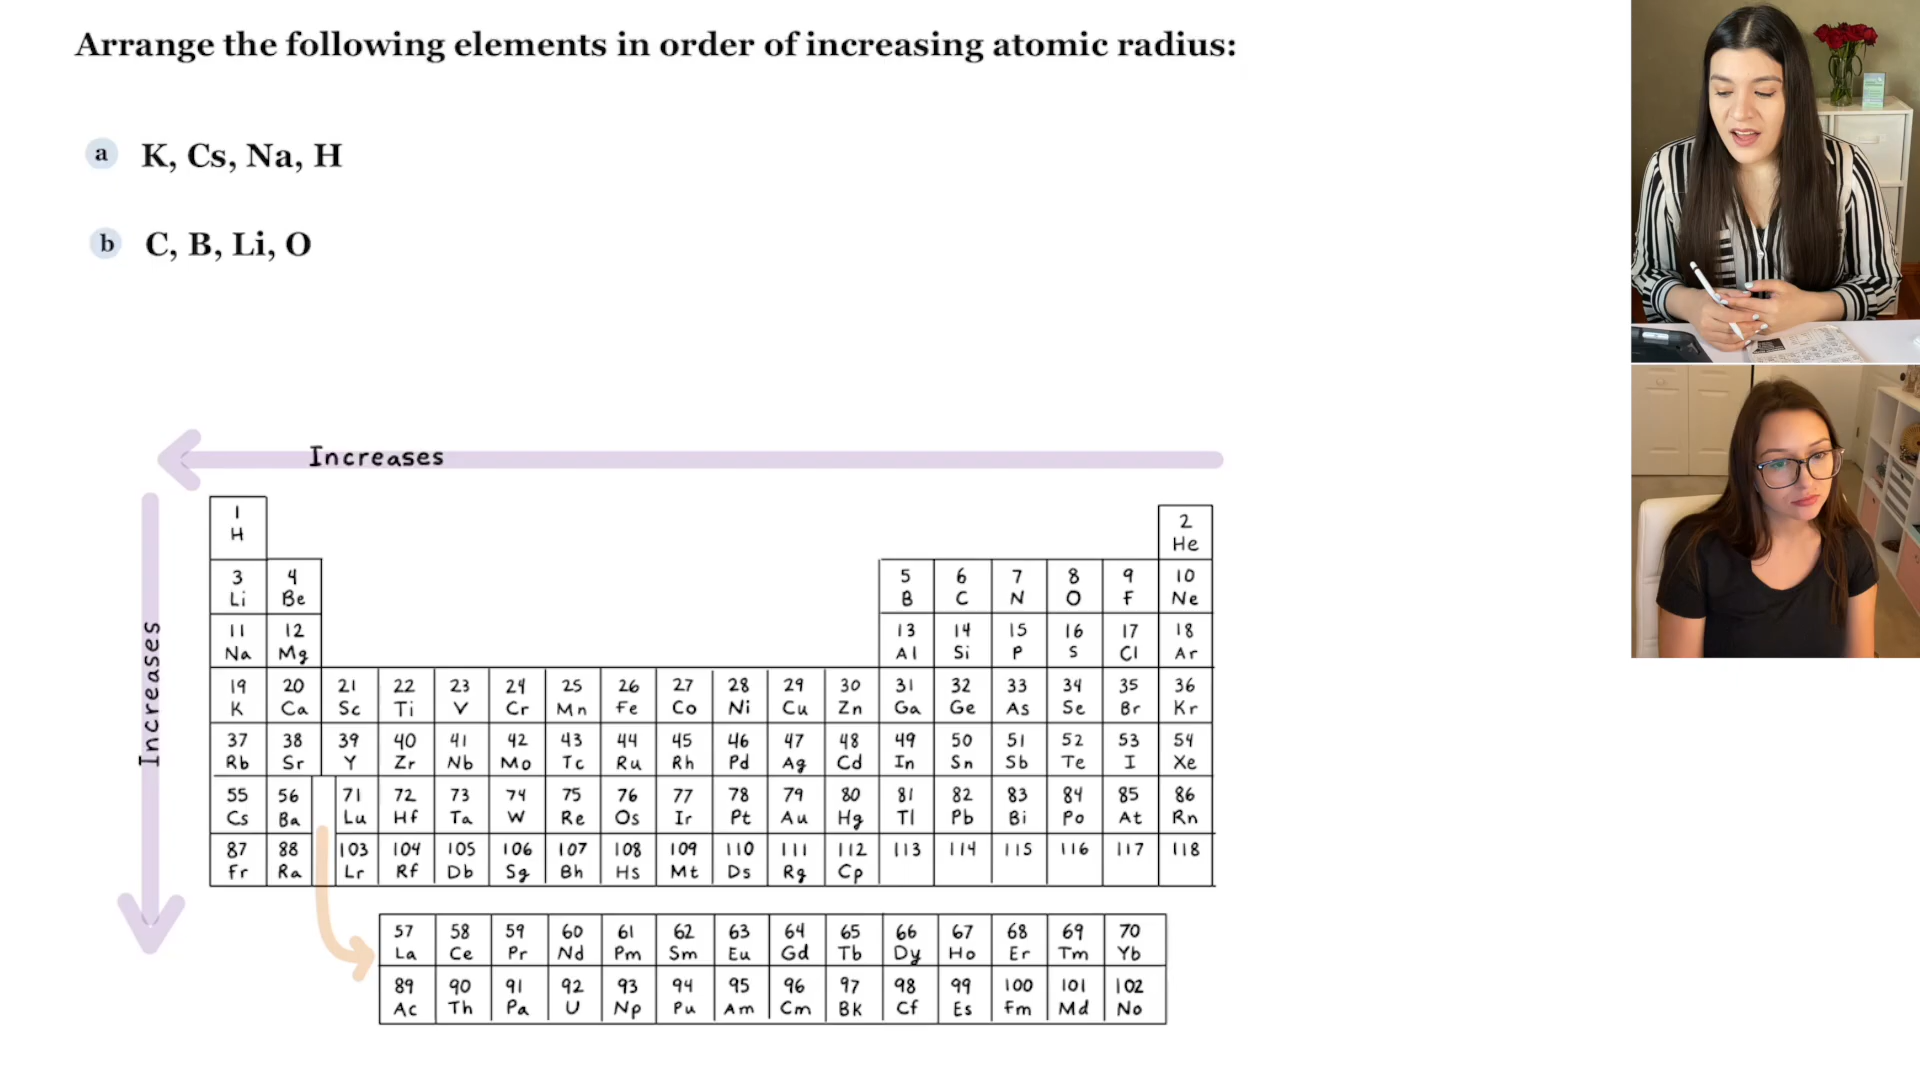 Arrange the following elements in order of increasing atomic radius:
a K, Cs, Na, H
b C, B, Li, O
Increases
Increases
1 2
H He
3 4 5 6 7 8 9 10
Li Be B C N O F Ne
11 12 13 14 15 16 17 18
Na Mg Al Si P S Cl Ar
19 20 21 22 23 24 25 26 27 28 29 30 31 32 33 34 35 36
K Ca Sc Ti V Cr Mn Fe Co Ni Cu Zn Ga Ge As Se Br Kr
37 38 39 40 41 42 43 44 45 46 47 48 49 50 51 52 53 54
Rb Sr Y Zr Nb Mo Tc Ru Rh Pd Ag Cd In Sn Sb Te I Xe
55 56 71 72 73 74 75 76 77 78 79 80 81 82 83 84 85 86
Cs Ba Lu Hf Ta W Re Os Ir Pt Au Hg Tl Pb Bi Po At Rn
87 88 103 104 105 106 107 108 109 110 111 112 113 114 115 116 117 118
Fr Ra Lr Rf Db Sg Bh Hs Mt Ds Rg Cp
57 58 59 60 61 62 63 64 65 66 67 68 69 70
La Ce Pr Nd Pm Sm Eu Gd Tb Dy Ho Er Tm Yb
89 90 91 92 93 94 95 96 97 98 99 100 101 102
Ac Th Pa U Np Pu Am Cm Bk Cf Es Fm Md No